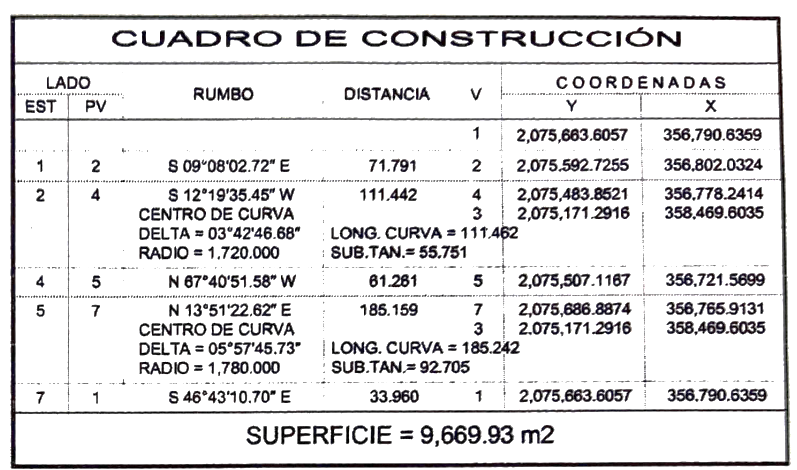 CUADRO DE CONSTRUCCIÓN
LADO RUMBO DISTANCIA V COORDENADAS
EST PV Y X
1 2,075,663.6057 356,790.6359
1 2 S 09°08'02.72" E 71.791 2 2,075,592.7255 356,802.0324
2 4 S 12°19'35.45" W 111.442 4 2,075,483.8521 356,778.2414
CENTRO DE CURVA 3 2,075,171.2916 358,469.6035
DELTA = 03°42'46.68" LONG. CURVA = 111.462
RADIO = 1,720.000 SUB.TAN.= 55.751
4 5 N 67°40'51.58" W 61.261 5 2,075,507.1167 356,721.5699
5 7 N 13°51'22.62" E 185.159 7 2,075,686.8874 356,765.9131
CENTRO DE CURVA 3 2,075,171.2916 358,469.6035
DELTA = 05°57'45.73" LONG. CURVA = 185.242
RADIO = 1,780.000 SUB.TAN.= 92.705
7 1 S 46°43'10.70" E 33.960 1 2,075,663.6057 356,790.6359
SUPERFICIE = 9,669.93 m2